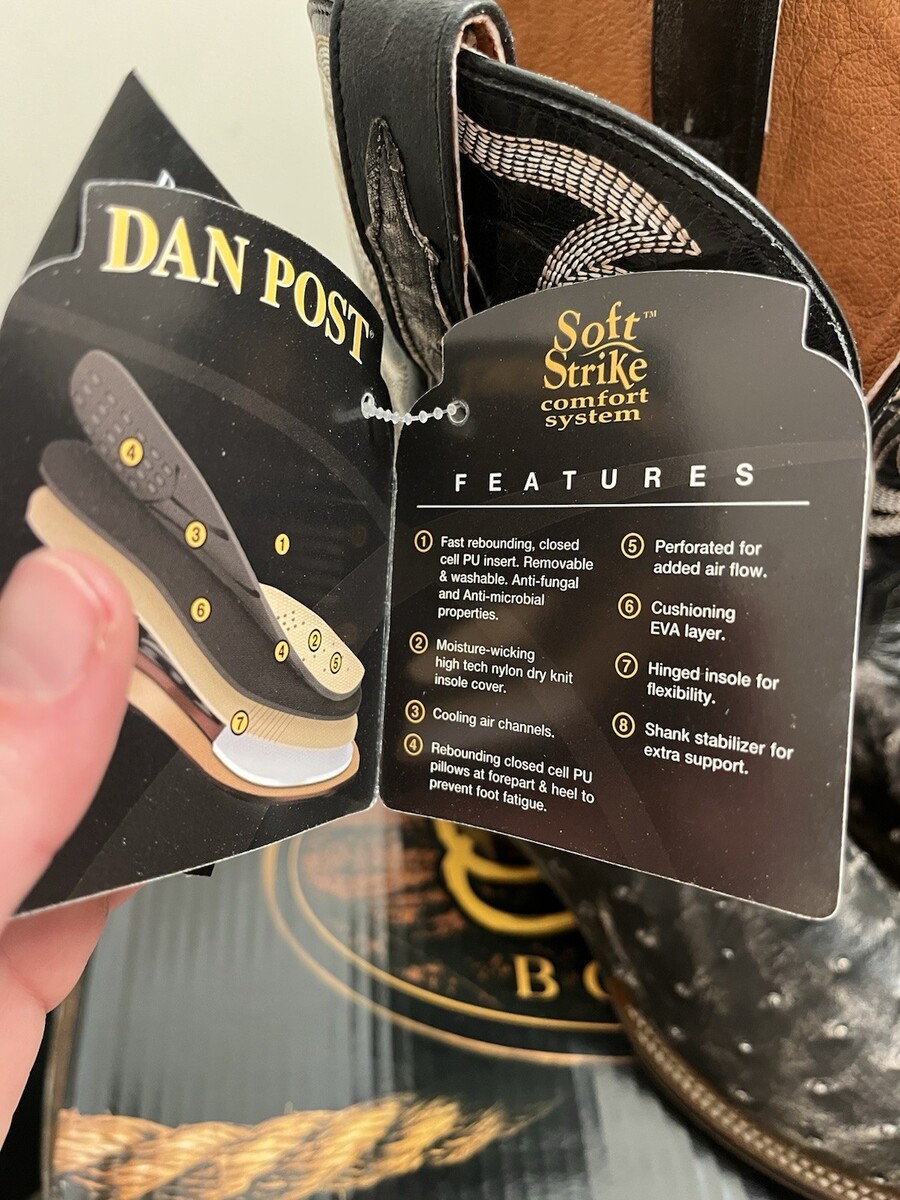 DAN POST®
4
3
1
6
2
4
5
7
Soft™
Strike
comfort
system
FEATURES
1 Fast rebounding, closed
cell PU insert. Removable
& washable. Anti-fungal
and Anti-microbial
properties.
2 Moisture-wicking
high tech nylon dry knit
insole cover.
3 Cooling air channels.
4 Rebounding closed cell PU
pillows at forepart & heel to
prevent foot fatigue.
5 Perforated for
added air flow.
6 Cushioning
EVA layer.
7 Hinged insole for
flexibility.
8 Shank stabilizer for
extra support.